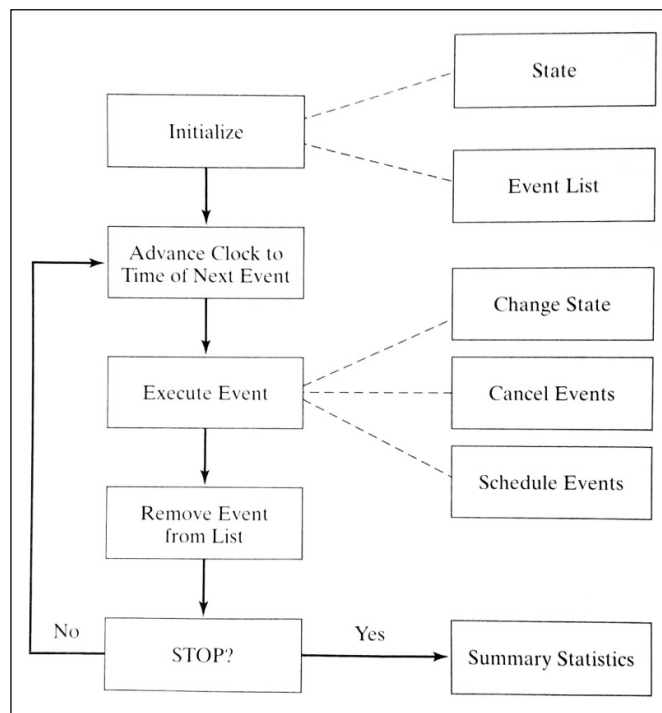 State
Initialize
Event List
Advance Clock to
Time of Next Event
Change State
Execute Event
Cancel Events
Schedule Events
Remove Event
from List
No
STOP?
Yes
Summary Statistics